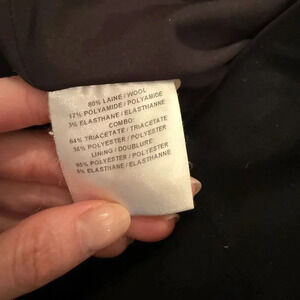 80% LAINE / WOOL
17% POLYAMIDE / POLYAMIDE
3% ELASTHANE / ELASTHANNE
COMBO:
64% TRIACETATE / TRIACETATE
36% POLYESTER / POLYESTER
LINING / DOUBLURE:
95% POLYESTER / POLYESTER
5% ELASTHANE / ELASTHANNE